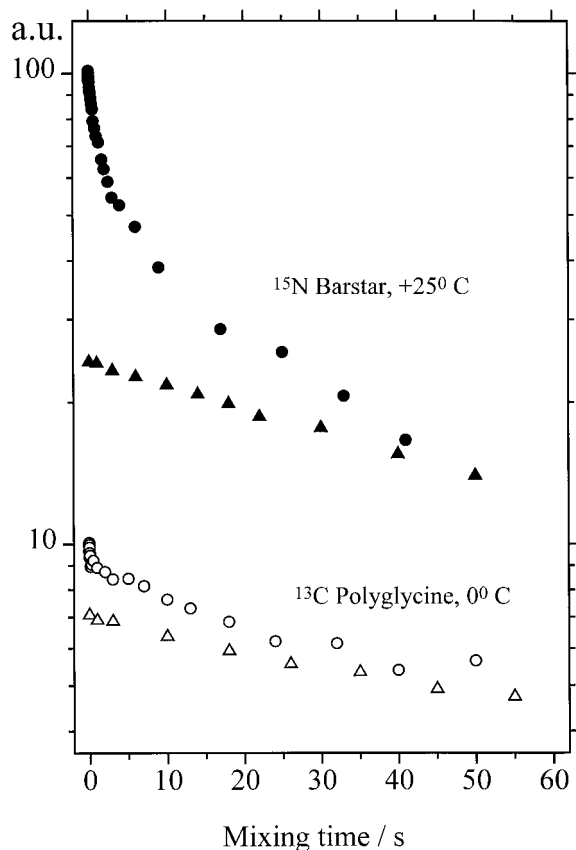 a.u.
100
¹⁵N Barstar, +25⁰ C
10
¹³C Polyglycine, 0⁰ C
0 10 20 30 40 50 60
Mixing time / s